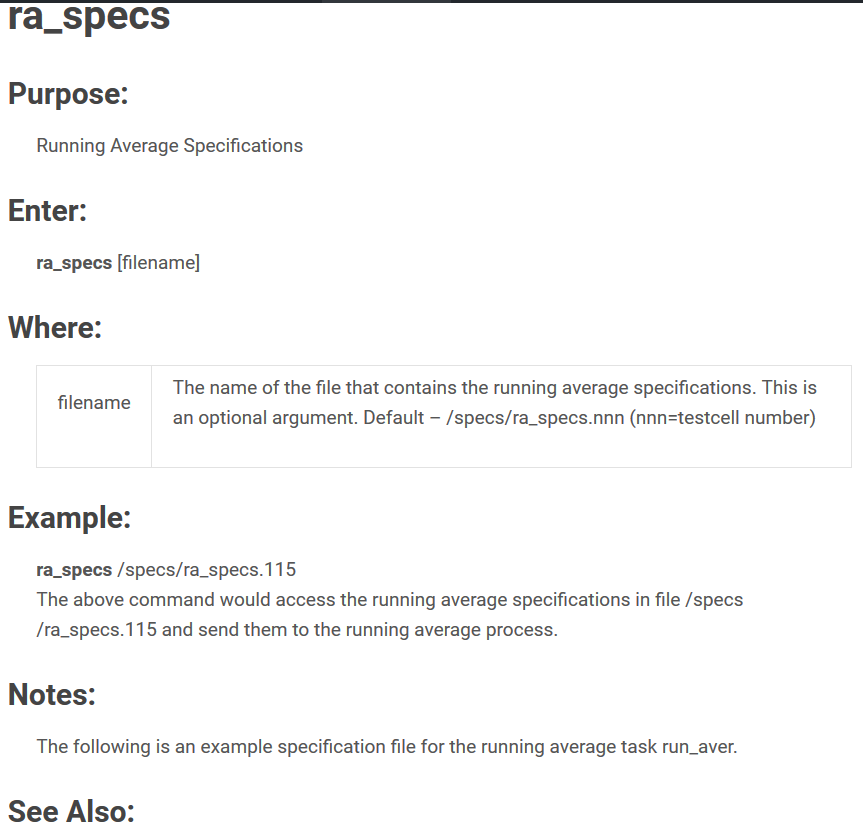 ra_specs
Purpose:
Running Average Specifications
Enter:
ra_specs [filename]
Where:
filename
The name of the file that contains the running average specifications. This is
an optional argument. Default – /specs/ra_specs.nnn (nnn=testcell number)
Example:
ra_specs /specs/ra_specs.115
The above command would access the running average specifications in file /specs
/ra_specs.115 and send them to the running average process.
Notes:
The following is an example specification file for the running average task run_aver.
See Also: